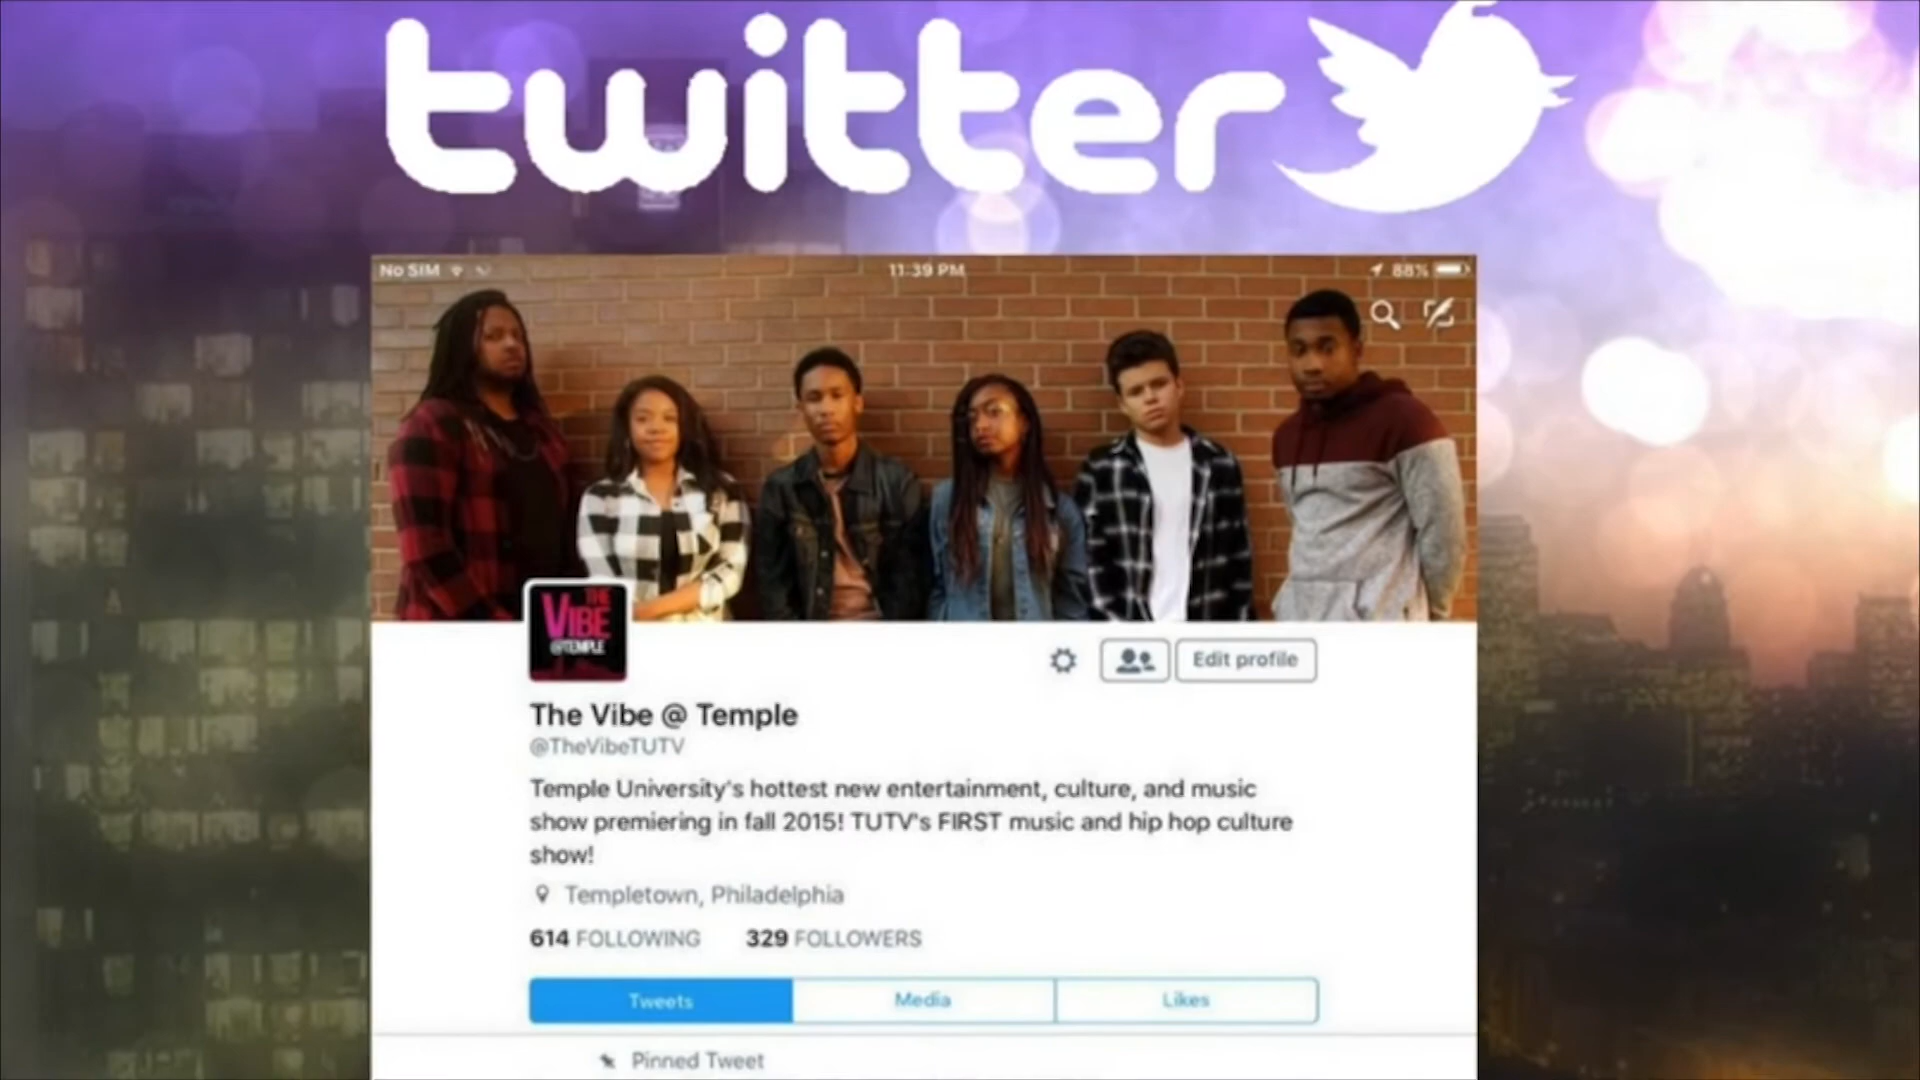 twitter
No SIM 11:39 PM 88%
THE
VIBE
@TEMPLE
Edit profile
The Vibe @ Temple
@TheVibeTUTV
Temple University's hottest new entertainment, culture, and music
show premiering in fall 2015! TUTV's FIRST music and hip hop culture
show!
Templetown, Philadelphia
614 FOLLOWING 329 FOLLOWERS
Tweets Media Likes
Pinned Tweet